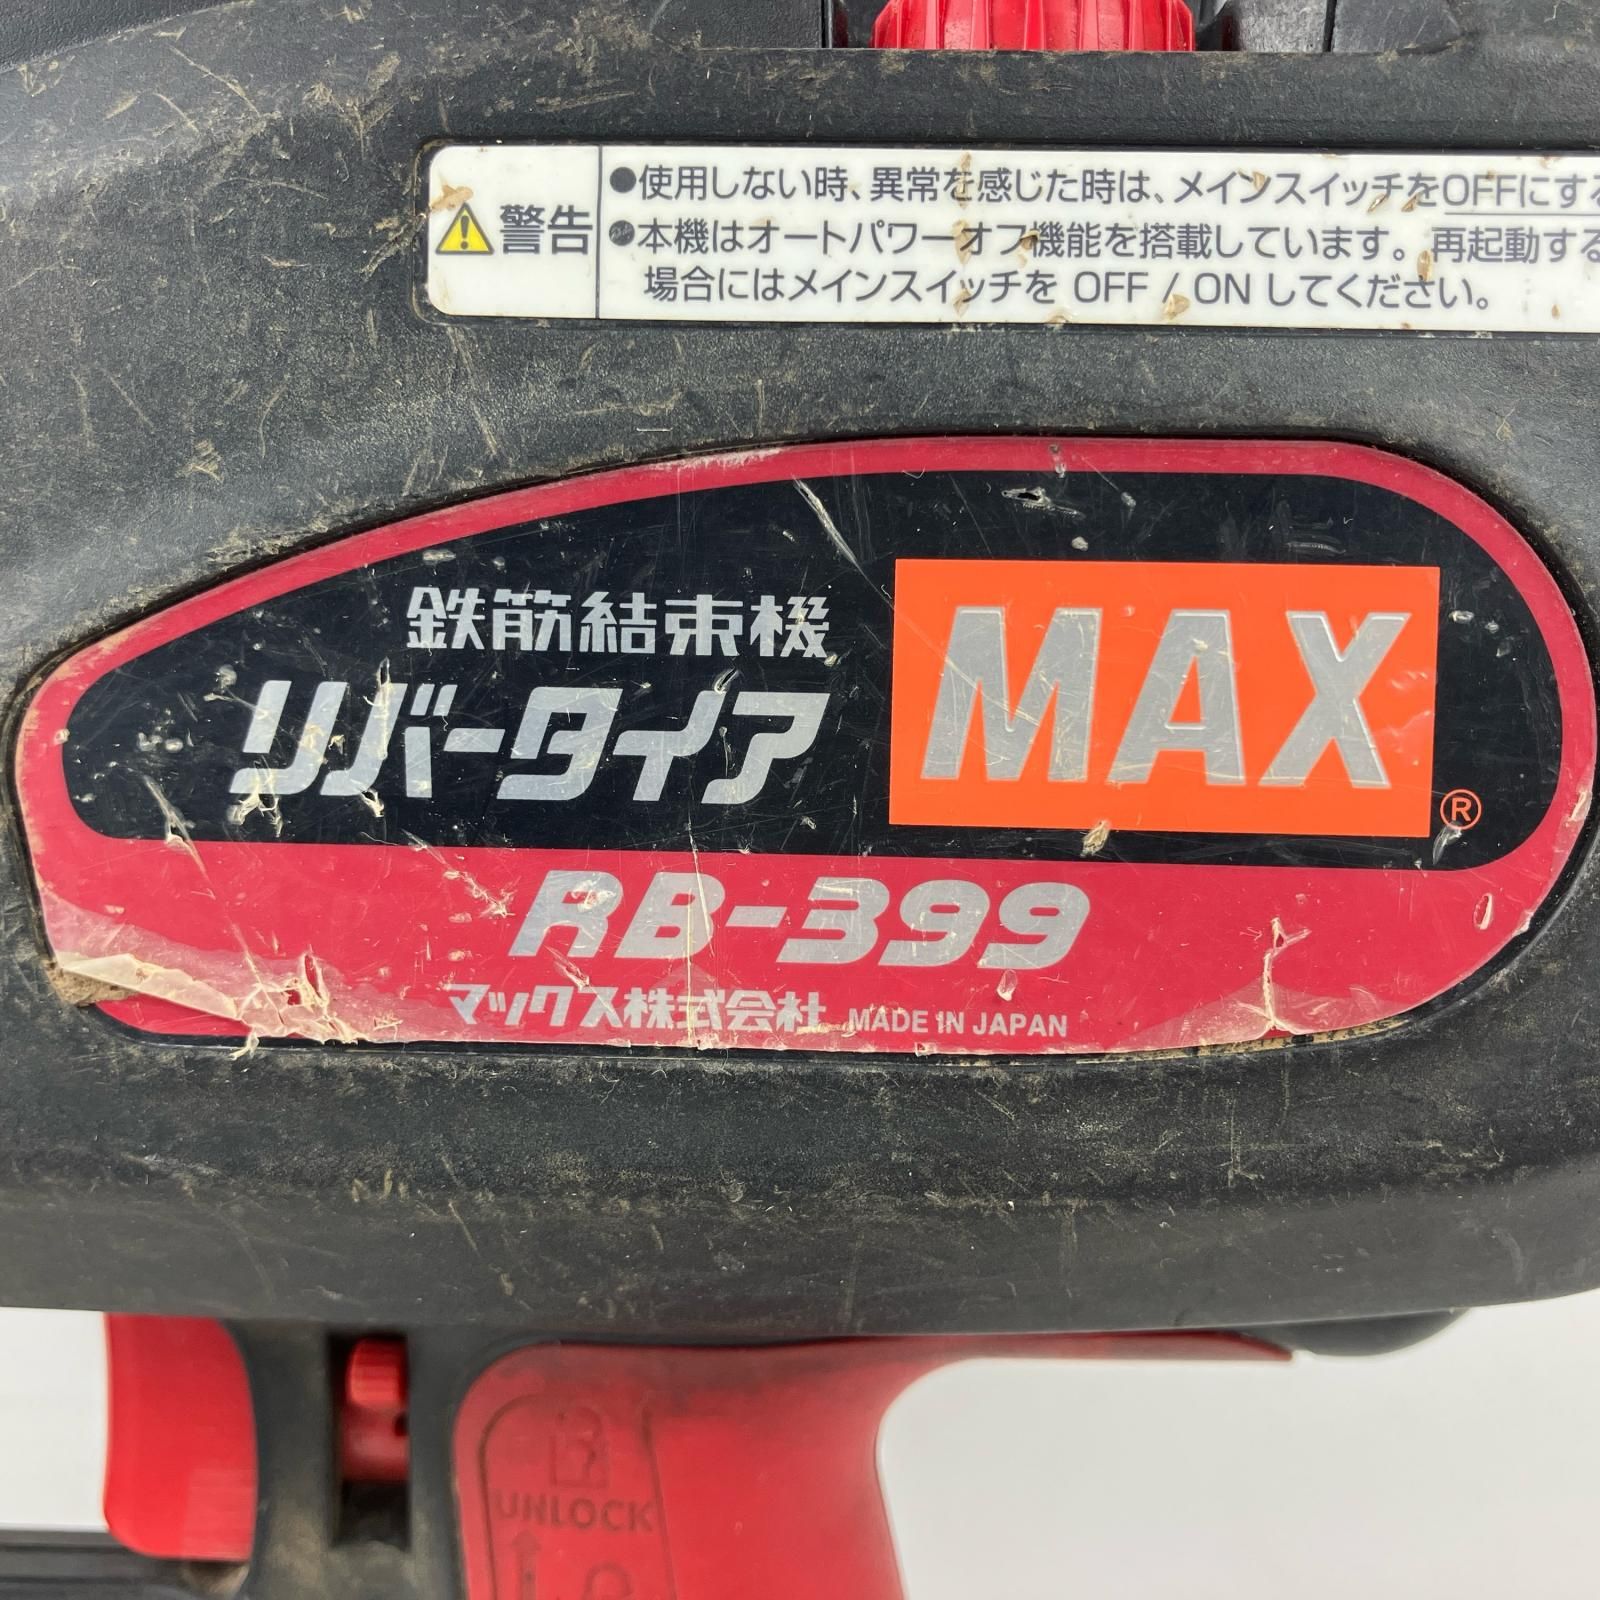 警告
●使用しない時、異常を感じた時は、メインスイッチをOFFにする
●本機はオートパワーオフ機能を搭載しています。再起動する
場合にはメインスイッチを OFF / ON してください。
鉄筋結束機
リバータイア
MAX®
RB-399
マックス株式会社 MADE IN JAPAN
UNLOCK